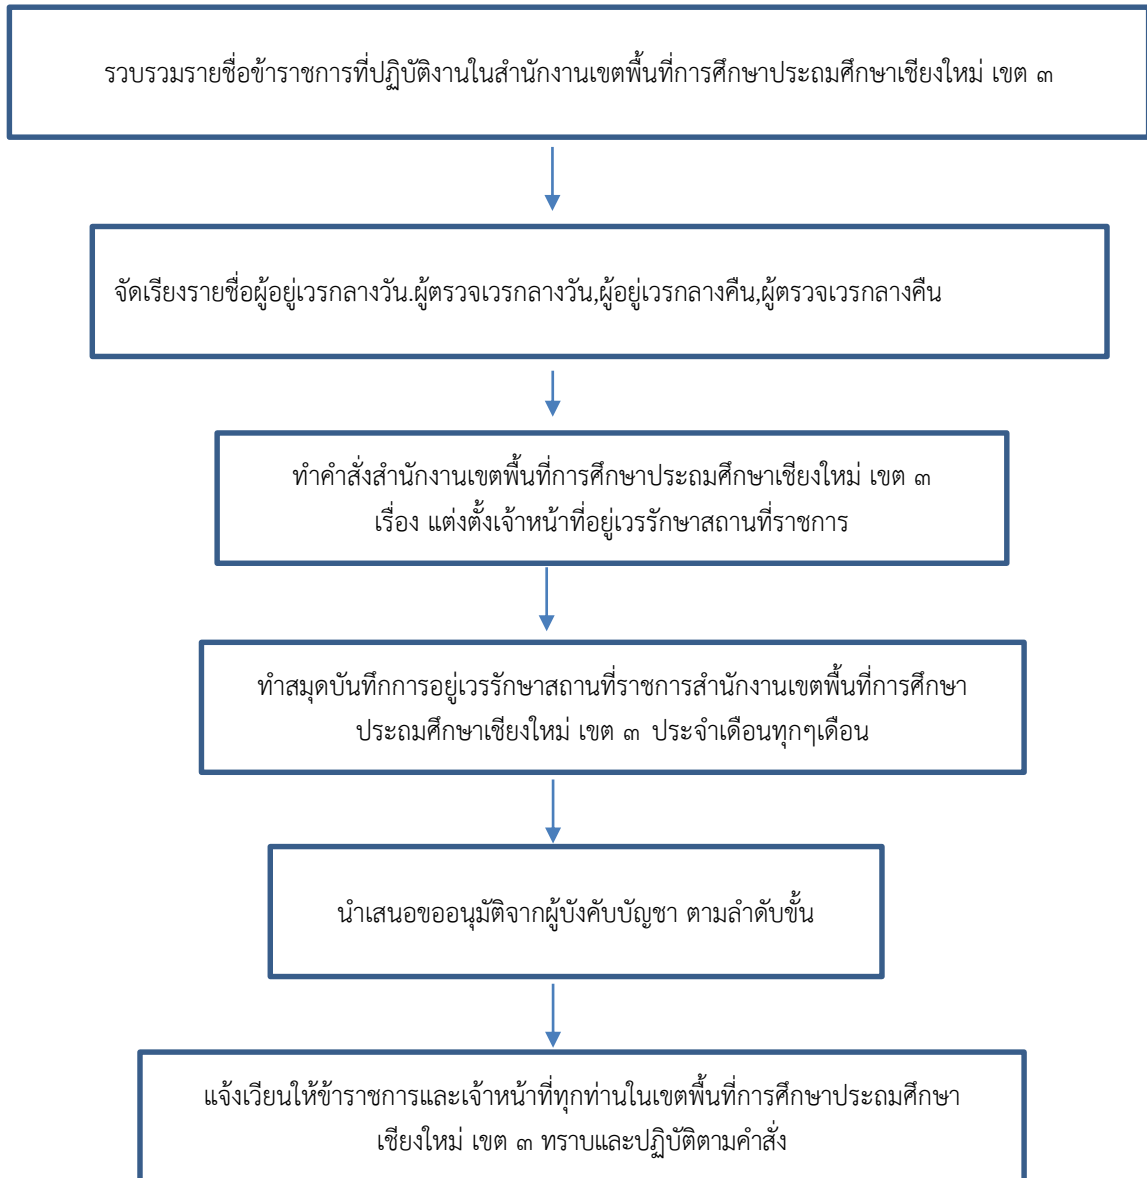 รวบรวมรายชื่อข้าราชการที่ปฏิบัติงานในสำนักงานเขตพื้นที่การศึกษาประถมศึกษาเชียงใหม่ เขต ๓
จัดเรียงรายชื่อผู้อยู่เวรกลางวัน.ผู้ตรวจเวรกลางวัน,ผู้อยู่เวรกลางคืน,ผู้ตรวจเวรกลางคืน
ทำคำสั่งสำนักงานเขตพื้นที่การศึกษาประถมศึกษาเชียงใหม่ เขต ๓
เรื่อง แต่งตั้งเจ้าหน้าที่อยู่เวรรักษาสถานที่ราชการ
ทำสมุดบันทึกการอยู่เวรรักษาสถานที่ราชการสำนักงานเขตพื้นที่การศึกษา
ประถมศึกษาเชียงใหม่ เขต ๓ ประจำเดือนทุกๆเดือน
นำเสนอขออนุมัติจากผู้บังคับบัญชา ตามลำดับขั้น
แจ้งเวียนให้ข้าราชการและเจ้าหน้าที่ทุกท่านในเขตพื้นที่การศึกษาประถมศึกษา
เชียงใหม่ เขต ๓ ทราบและปฏิบัติตามคำสั่ง